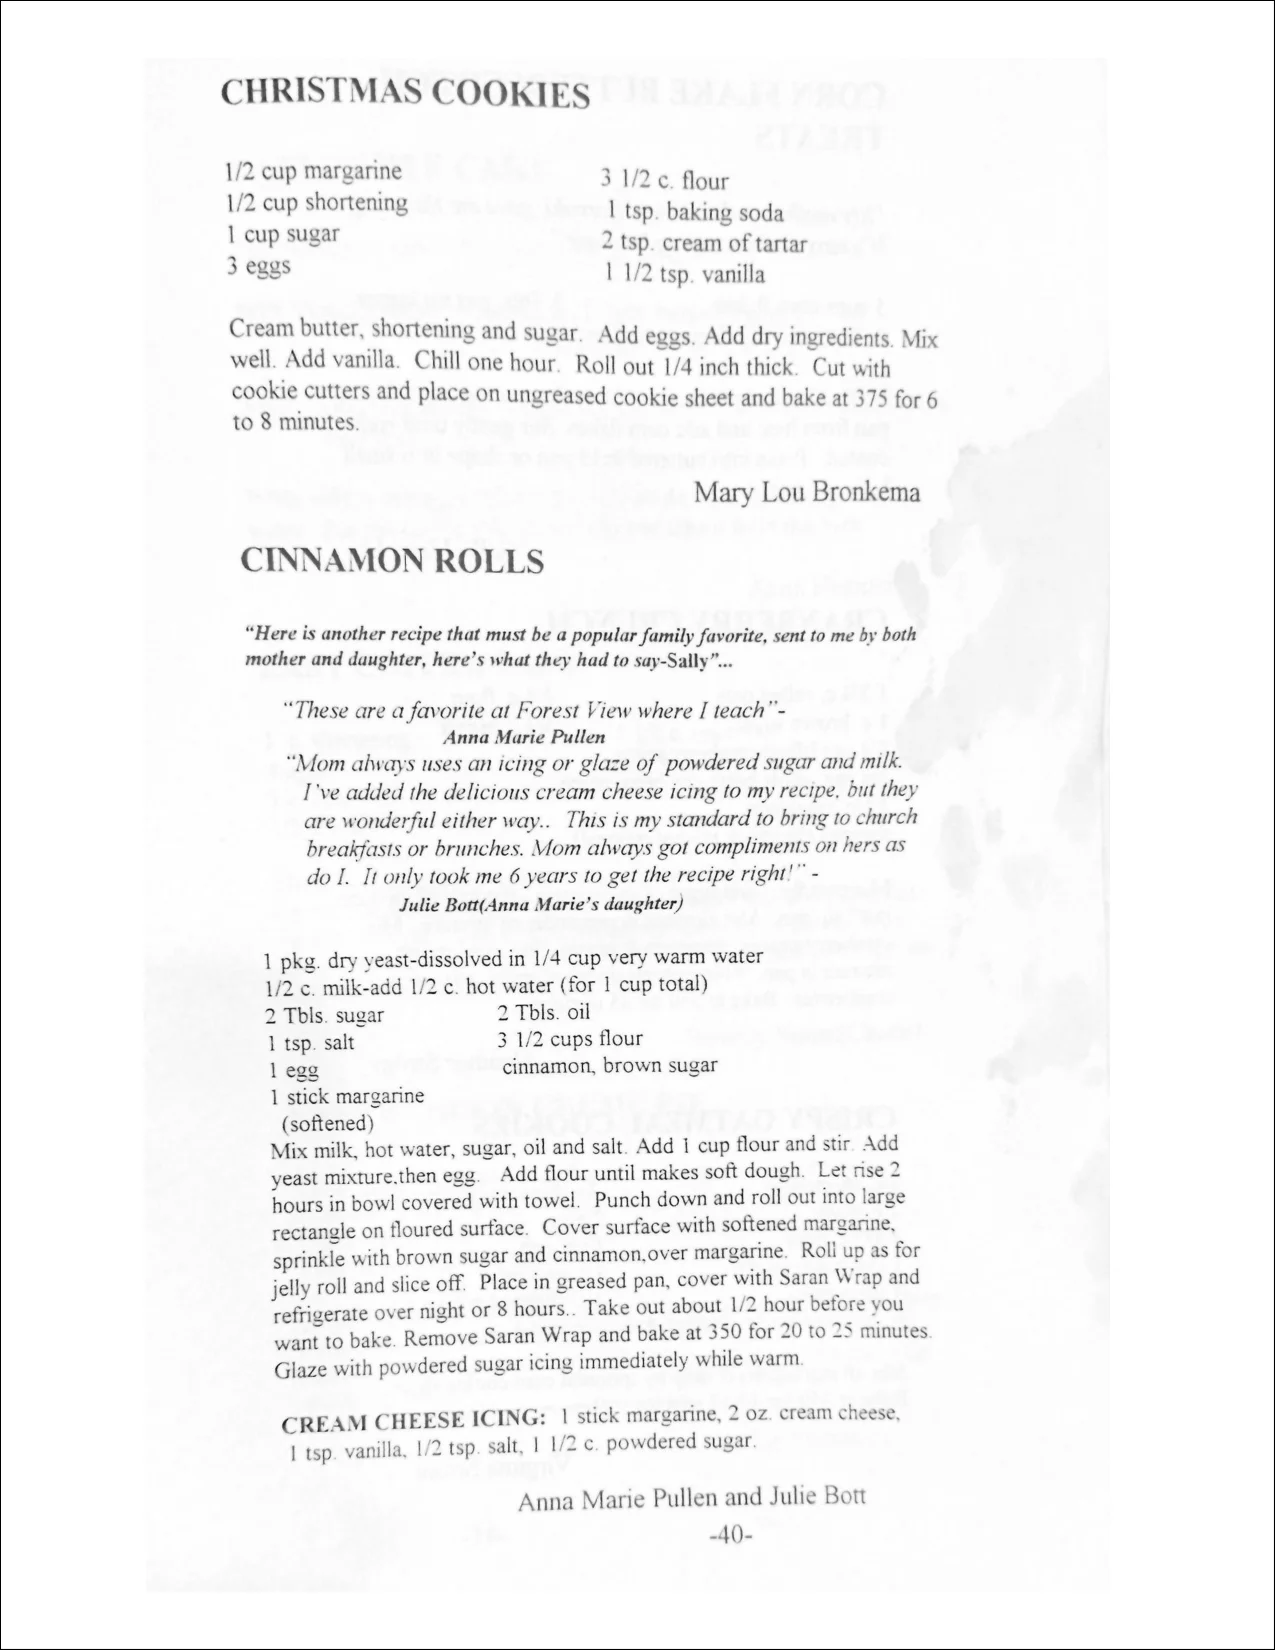 CHRISTMAS COOKIES
1/2 cup margarine
1/2 cup shortening
1 cup sugar
3 eggs
3 1/2 c. flour
1 tsp. baking soda
2 tsp. cream of tartar
1 1/2 tsp. vanilla
Cream butter, shortening and sugar. Add eggs. Add dry ingredients. Mix
well. Add vanilla. Chill one hour. Roll out 1/4 inch thick. Cut with
cookie cutters and place on ungreased cookie sheet and bake at 375 for 6
to 8 minutes.
Mary Lou Bronkema
CINNAMON ROLLS
"Here is another recipe that must be a popular family favorite, sent to me by both
mother and daughter, here's what they had to say-Sally"...
"These are a favorite at Forest View where I teach"-
Anna Marie Pullen
"Mom always uses an icing or glaze of powdered sugar and milk.
I've added the delicious cream cheese icing to my recipe, but they
are wonderful either way.. This is my standard to bring to church
breakfasts or brunches. Mom always got compliments on hers as
do I. It only took me 6 years to get the recipe right!" -
Julie Bott(Anna Marie's daughter)
1 pkg. dry yeast-dissolved in 1/4 cup very warm water
1/2 c. milk-add 1/2 c. hot water (for 1 cup total)
2 Tbls. sugar
1 tsp. salt
1 egg
1 stick margarine
(softened)
2 Tbls. oil
3 1/2 cups flour
cinnamon, brown sugar
Mix milk, hot water, sugar, oil and salt. Add 1 cup flour and stir. Add
yeast mixture.then egg. Add flour until makes soft dough. Let rise 2
hours in bowl covered with towel. Punch down and roll out into large
rectangle on floured surface. Cover surface with softened margarine,
sprinkle with brown sugar and cinnamon,over margarine. Roll up as for
jelly roll and slice off. Place in greased pan, cover with Saran Wrap and
refrigerate over night or 8 hours.. Take out about 1/2 hour before you
want to bake. Remove Saran Wrap and bake at 350 for 20 to 25 minutes.
Glaze with powdered sugar icing immediately while warm.
CREAM CHEESE ICING: 1 stick margarine, 2 oz. cream cheese,
1 tsp. vanilla, 1/2 tsp. salt, 1 1/2 c. powdered sugar.
Anna Marie Pullen and Julie Bott
-40-